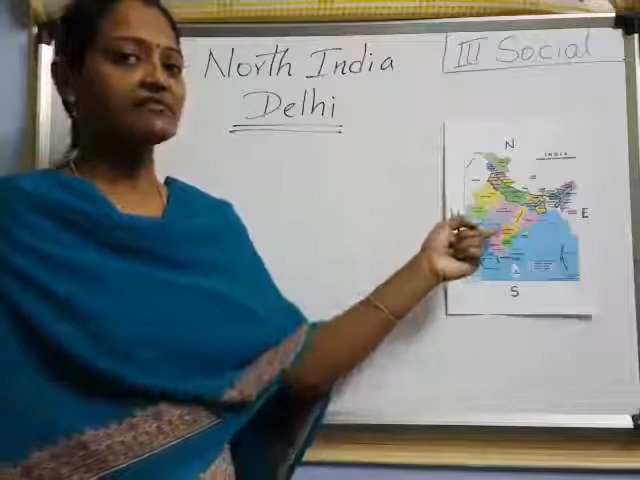 North India
Delhi
III Social
N
INDIA
E
S